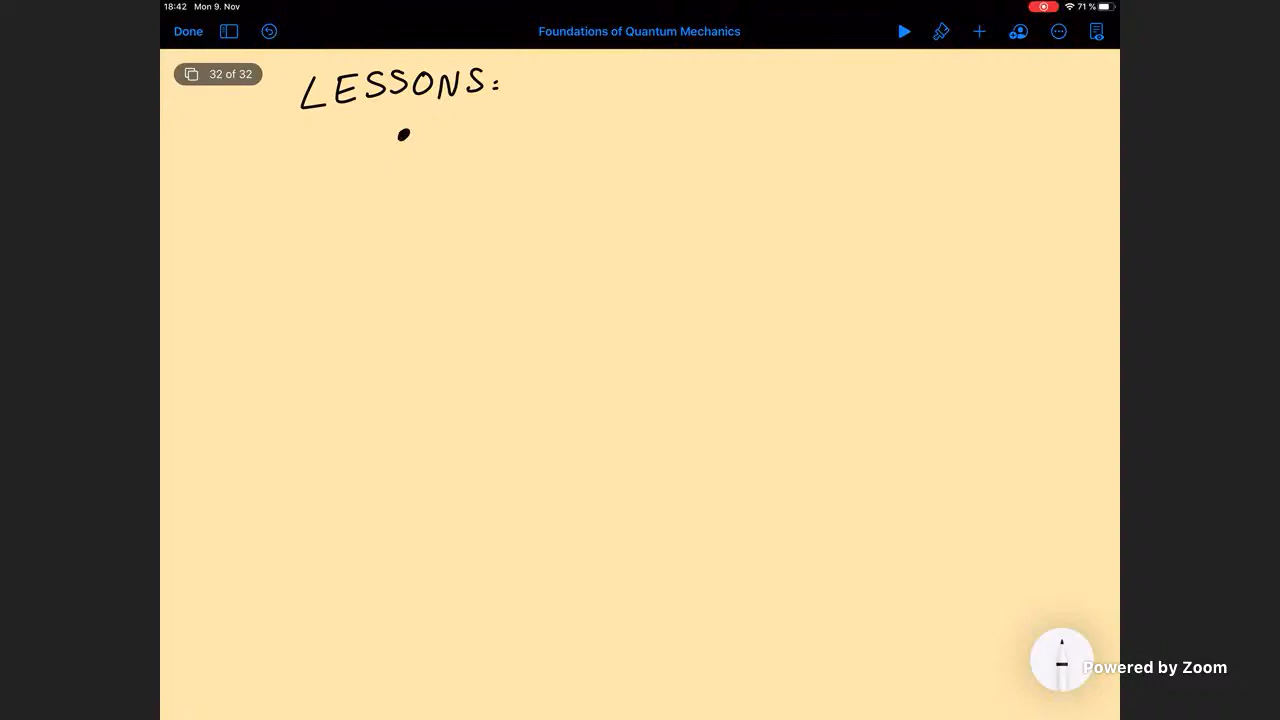 18:42 Mon 9. Nov 71 %
Done Foundations of Quantum Mechanics
32 of 32
LESSONS:
•
Powered by Zoom